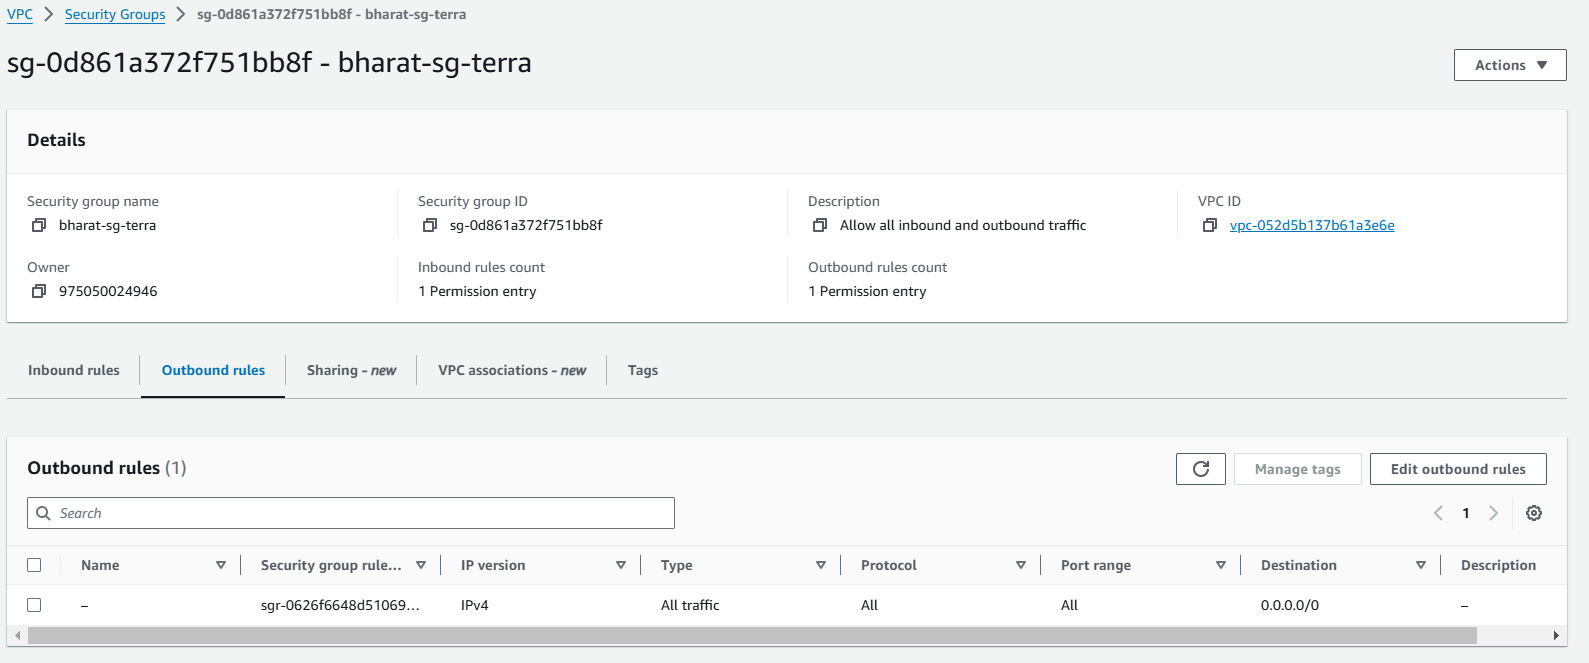 VPC > Security Groups > sg-0d861a372f751bb8f - bharat-sg-terra
sg-0d861a372f751bb8f - bharat-sg-terra
Actions
Details
Security group name
bharat-sg-terra
Security group ID
sg-0d861a372f751bb8f
Description
Allow all inbound and outbound traffic
VPC ID
vpc-052d5b137b61a3e6e
Owner
975050024946
Inbound rules count
1 Permission entry
Outbound rules count
1 Permission entry
Inbound rules
Outbound rules
Sharing - new
VPC associations - new
Tags
Outbound rules (1)
Manage tags
Edit outbound rules
Search
1
Name Security group rule... IP version Type Protocol Port range Destination Description
– sgr-0626f6648d51069... IPv4 All traffic All All 0.0.0.0/0 –